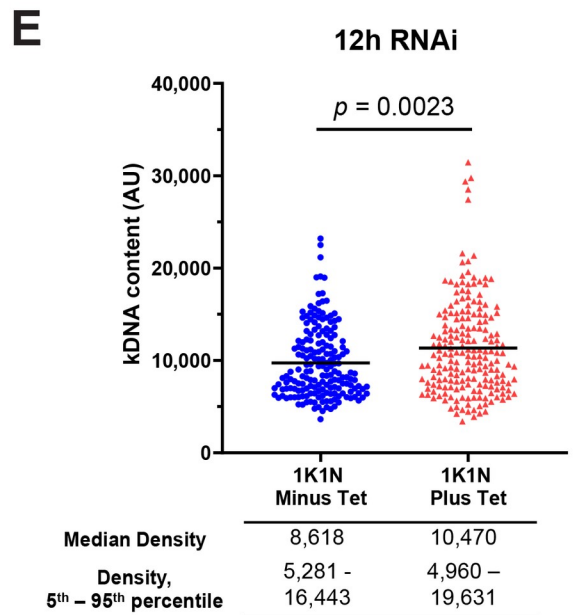 E
12h RNAi
p = 0.0023
kDNA content (AU)
40,000
30,000
20,000
10,000
0
1K1N
Minus Tet
1K1N
Plus Tet
Median Density 8,618 10,470
Density,
5th – 95th percentile
5,281 -
16,443
4,960 –
19,631